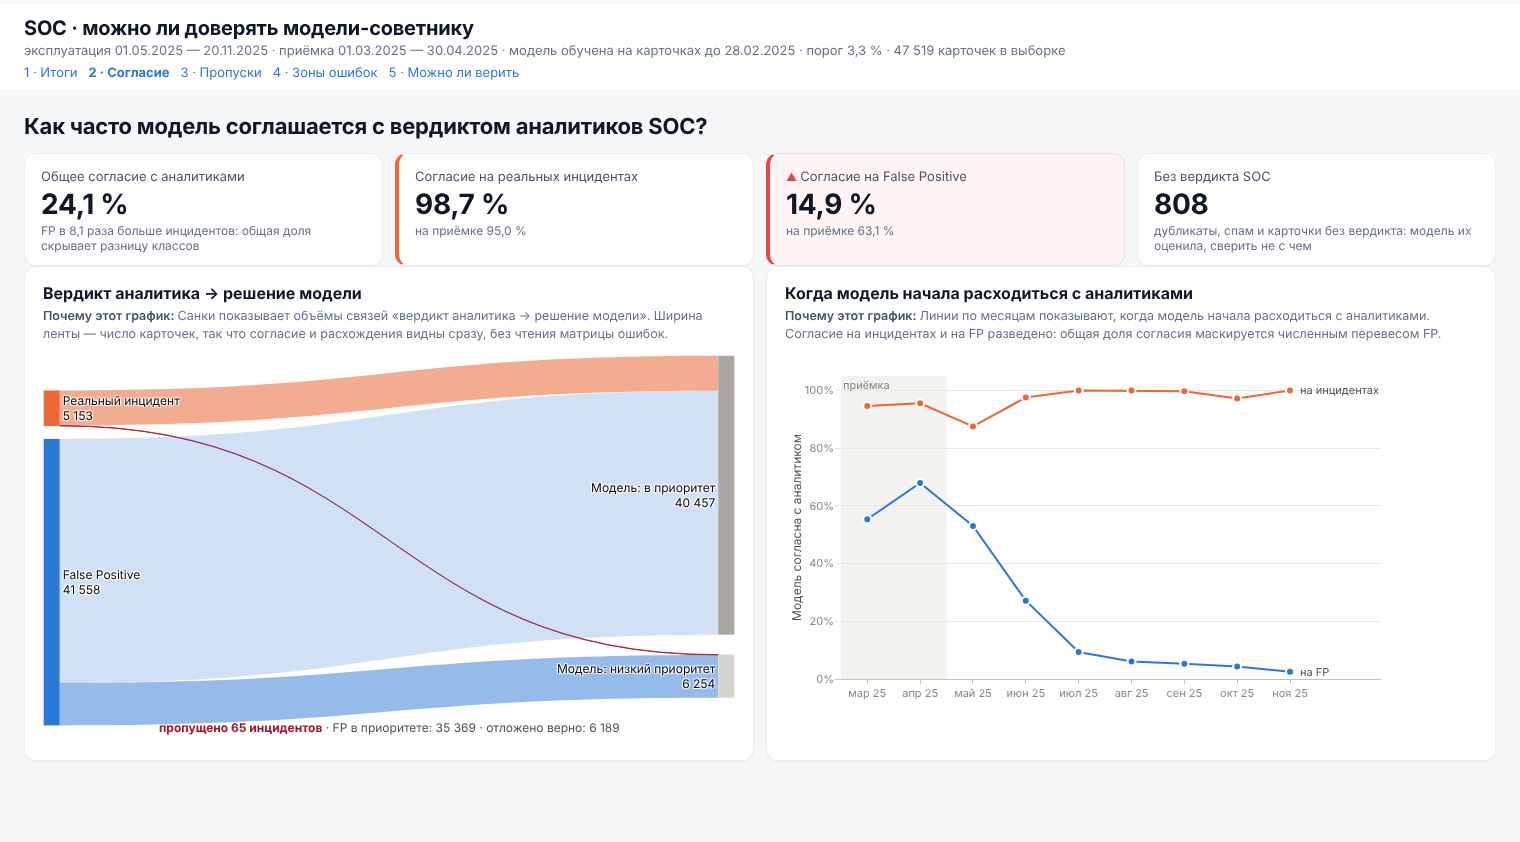 SOC · можно ли доверять модели-советнику
эксплуатация 01.05.2025 — 20.11.2025 · приёмка 01.03.2025 — 30.04.2025 · модель обучена на карточках до 28.02.2025 · порог 3,3 % · 47 519 карточек в выборке
1 · Итоги 2 · Согласие 3 · Пропуски 4 · Зоны ошибок 5 · Можно ли верить
Как часто модель соглашается с вердиктом аналитиков SOC?
Общее согласие с аналитиками
24,1 %
FP в 8,1 раза больше инцидентов: общая доля
скрывает разницу классов
Согласие на реальных инцидентах
98,7 %
на приёмке 95,0 %
▲ Согласие на False Positive
14,9 %
на приёмке 63,1 %
Без вердикта SOC
808
дубликаты, спам и карточки без вердикта: модель их
оценила, сверить не с чем
Вердикт аналитика → решение модели
Почему этот график: Санки показывает объёмы связей «вердикт аналитика → решение модели». Ширина
ленты — число карточек, так что согласие и расхождения видны сразу, без чтения матрицы ошибок.
Реальный инцидент
5 153
Модель: в приоритет
40 457
False Positive
41 558
Модель: низкий приоритет
6 254
пропущено 65 инцидентов · FP в приоритете: 35 369 · отложено верно: 6 189
Когда модель начала расходиться с аналитиками
Почему этот график: Линии по месяцам показывают, когда модель начала расходиться с аналитиками.
Согласие на инцидентах и на FP разведено: общая доля согласия маскируется численным перевесом FP.
Модель согласна с аналитиком
приёмка
100%
80%
60%
40%
20%
0%
на инцидентах
на FP
мар 25 апр 25 май 25 июн 25 июл 25 авг 25 сен 25 окт 25 ноя 25